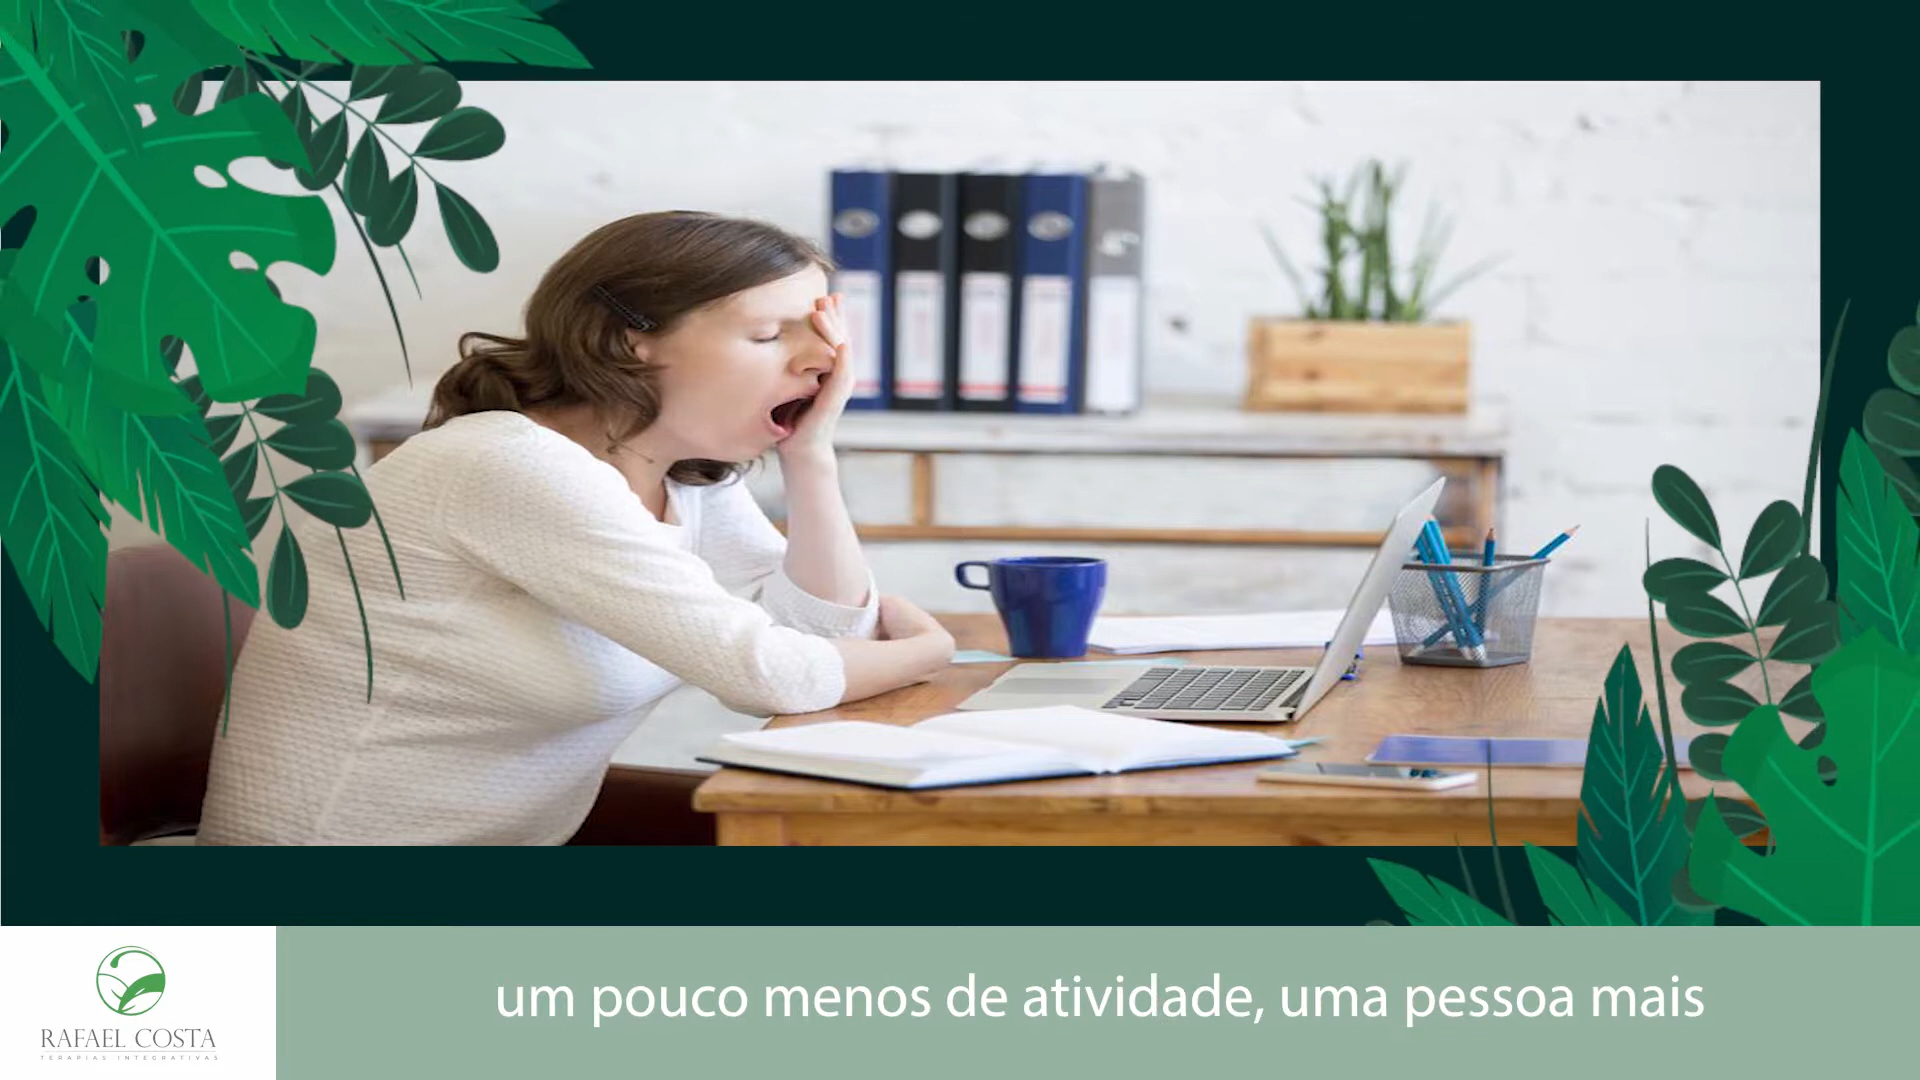 um pouco menos de atividade, uma pessoa mais
RAFAEL COSTA
TERAPIAS INTEGRATIVAS